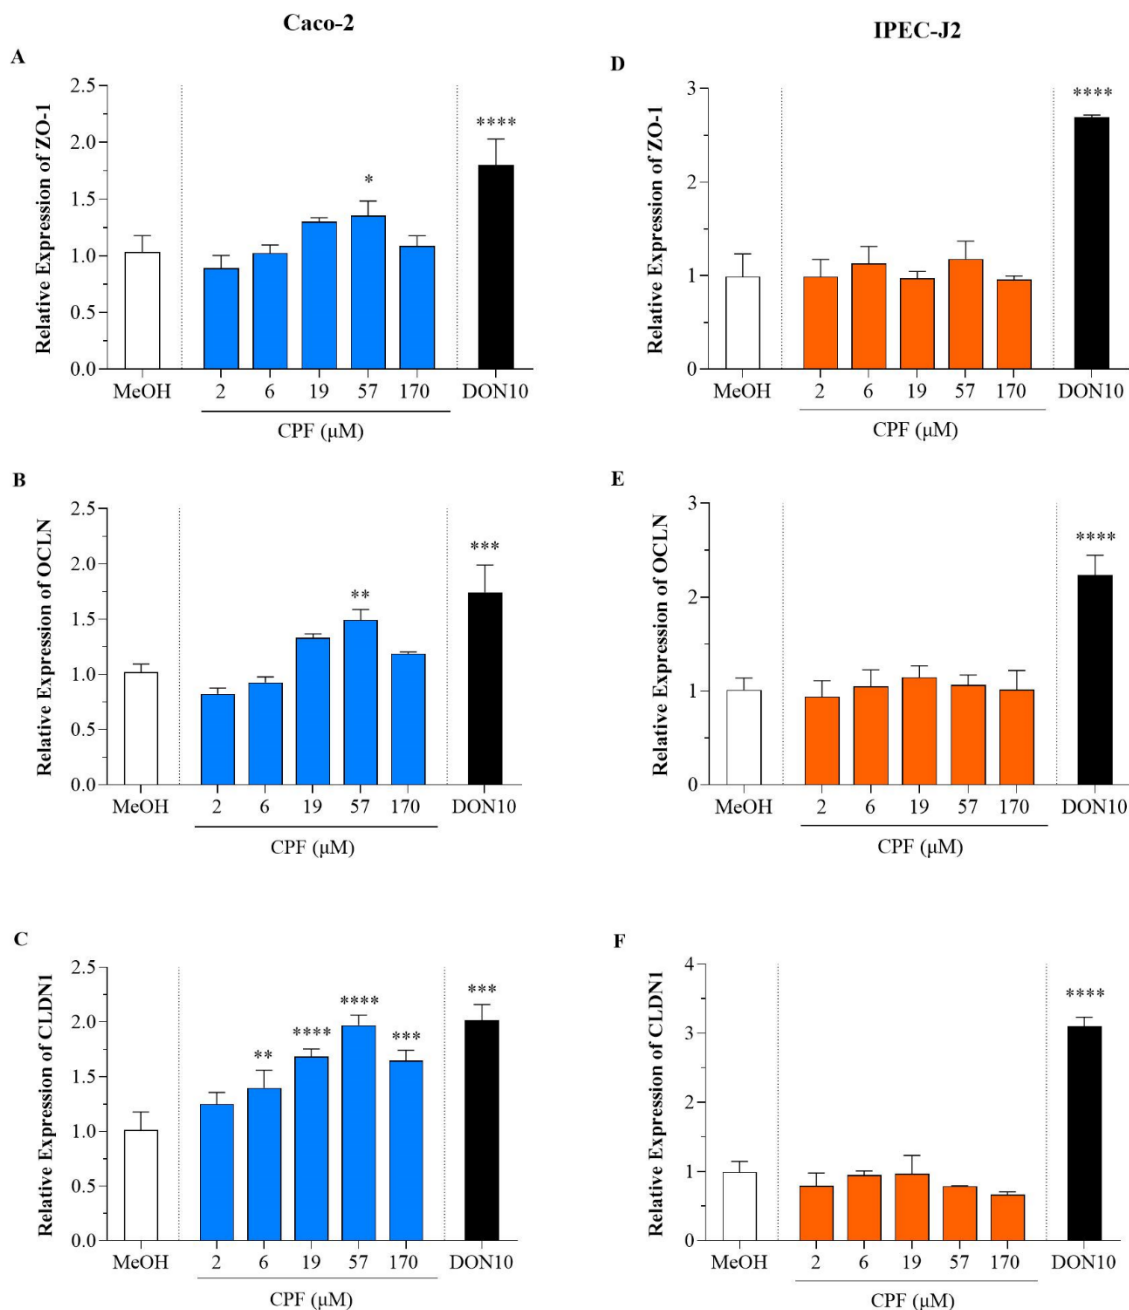 Caco-2
IPEC-J2
A
Relative Expression of ZO-1
2.5
2.0
1.5
1.0
0.5
0.0
*
****
MeOH
2 6 19 57 170
DON10
CPF (μM)
D
Relative Expression of ZO-1
3
2
1
0
****
MeOH
2 6 19 57 170
DON10
CPF (μM)
B
Relative Expression of OCLN
2.5
2.0
1.5
1.0
0.5
0.0
**
***
MeOH
2 6 19 57 170
DON10
CPF (μM)
E
Relative Expression of OCLN
3
2
1
0
****
MeOH
2 6 19 57 170
DON10
CPF (μM)
C
Relative Expression of CLDN1
2.5
2.0
1.5
1.0
0.5
0.0
**
****
****
***
***
MeOH
2 6 19 57 170
DON10
CPF (μM)
F
Relative Expression of CLDN1
4
3
2
1
0
****
MeOH
2 6 19 57 170
DON10
CPF (μM)